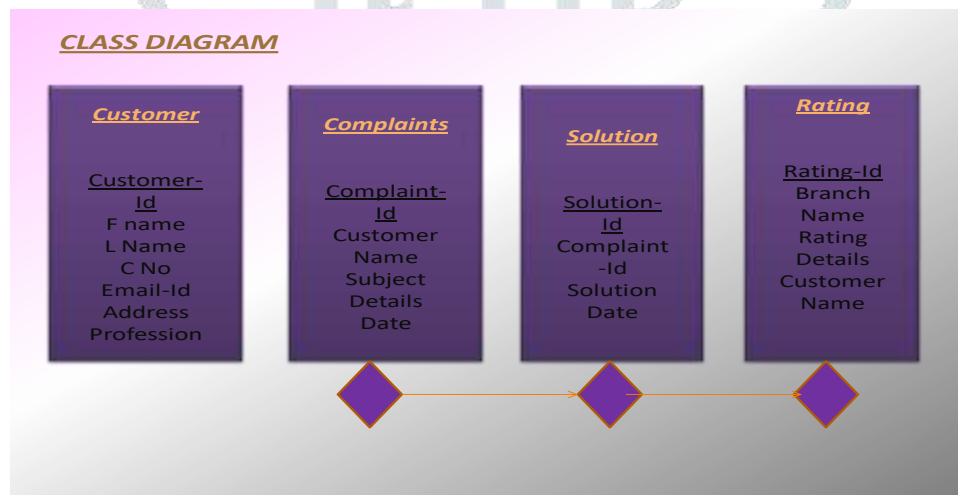 CLASS DIAGRAM
Customer
Customer-
Id
F name
L Name
C No
Email-Id
Address
Profession
Complaints
Complaint-
Id
Customer
Name
Subject
Details
Date
Solution
Solution-
Id
Complaint
-Id
Solution
Date
Rating
Rating-Id
Branch
Name
Rating
Details
Customer
Name